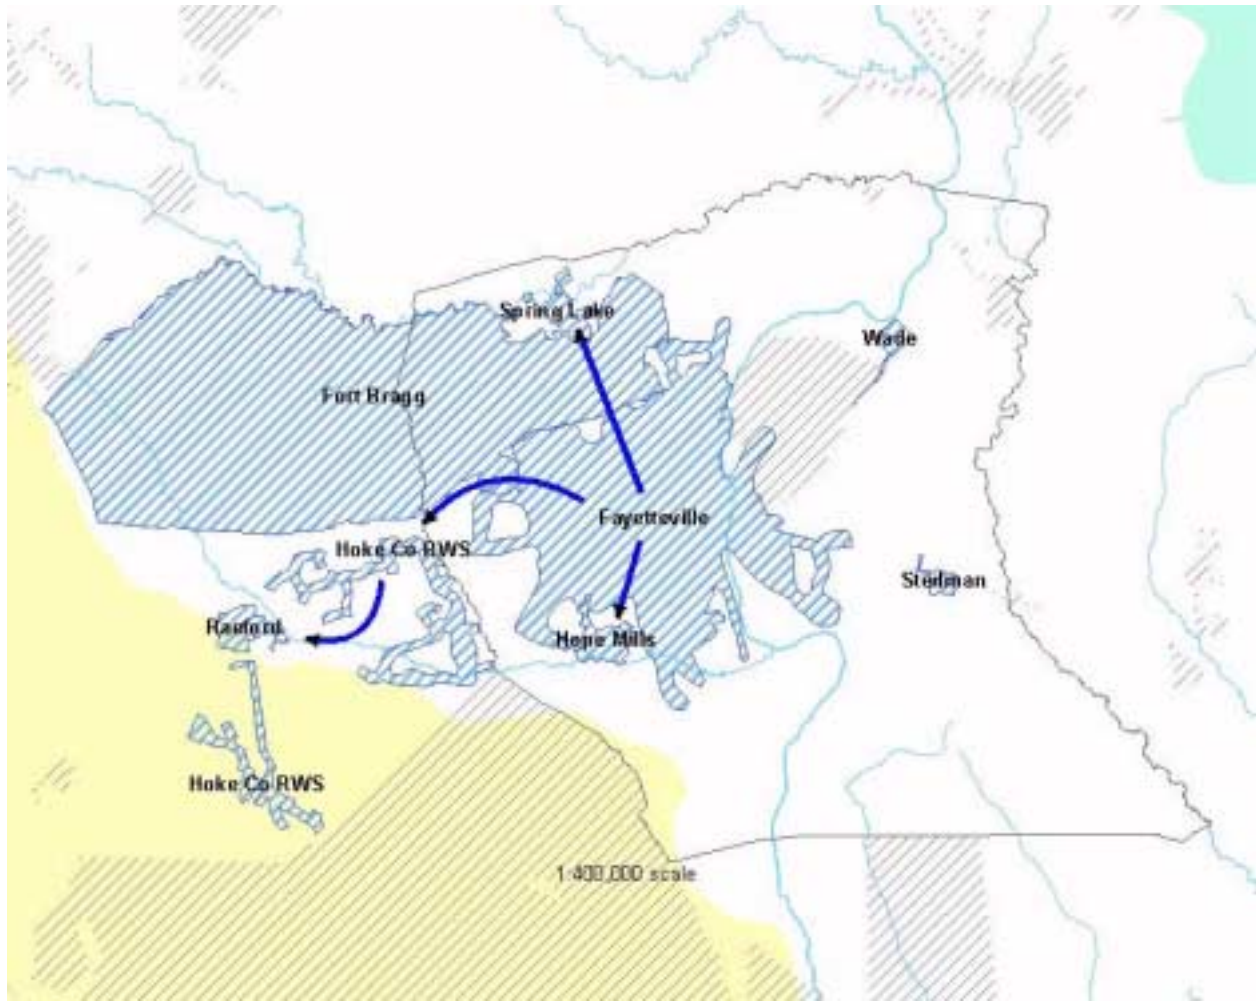 Spring Lake
Wade
Fort Bragg
Fayetteville
Hoke Co RWS
Stedman
Raeford
Hope Mills
Hoke Co RWS
1:400,000 scale